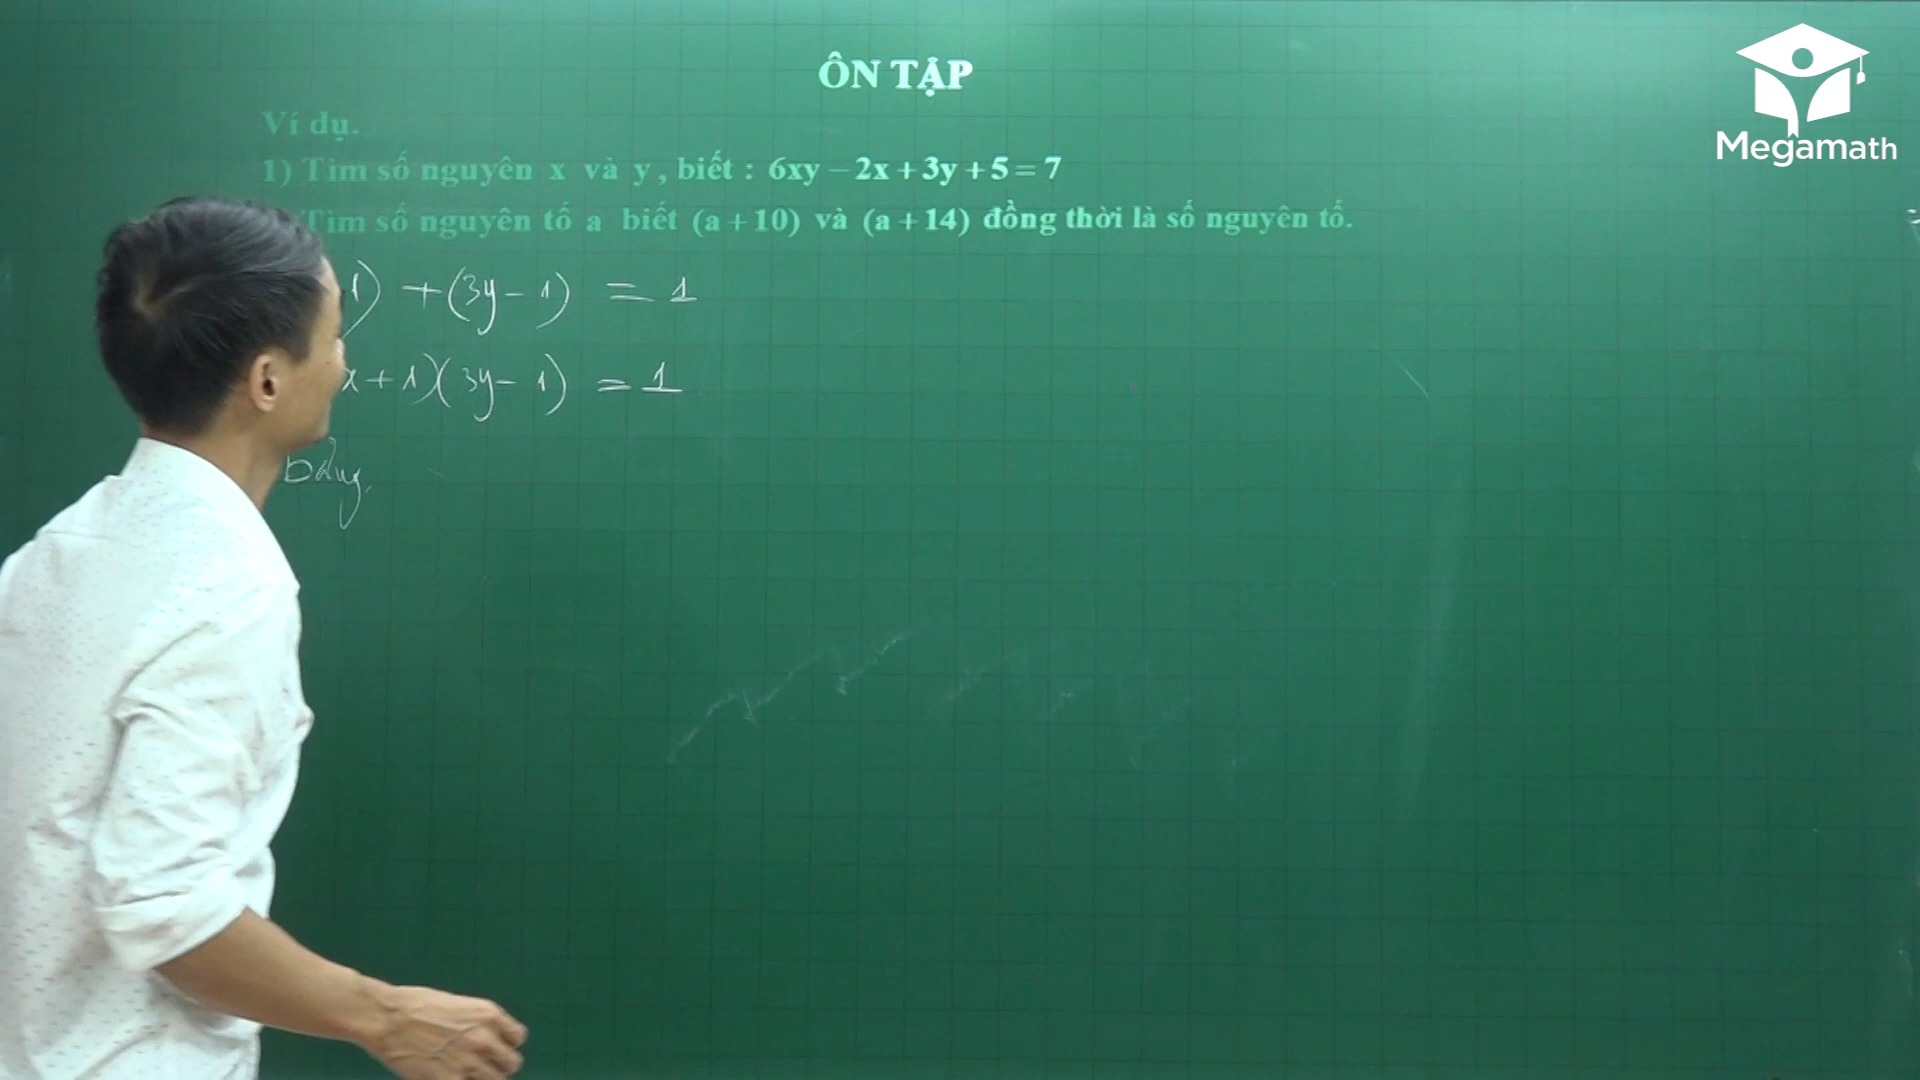 ÔN TẬP
Megamath
Ví dụ.
1) Tìm số nguyên x và y, biết : 6xy − 2x + 3y + 5 = 7
Tìm số nguyên tố a biết (a + 10) và (a + 14) đồng thời là số nguyên tố.
1) + (3y − 1) = 1
x + 1)(3y − 1) = 1
bảng.